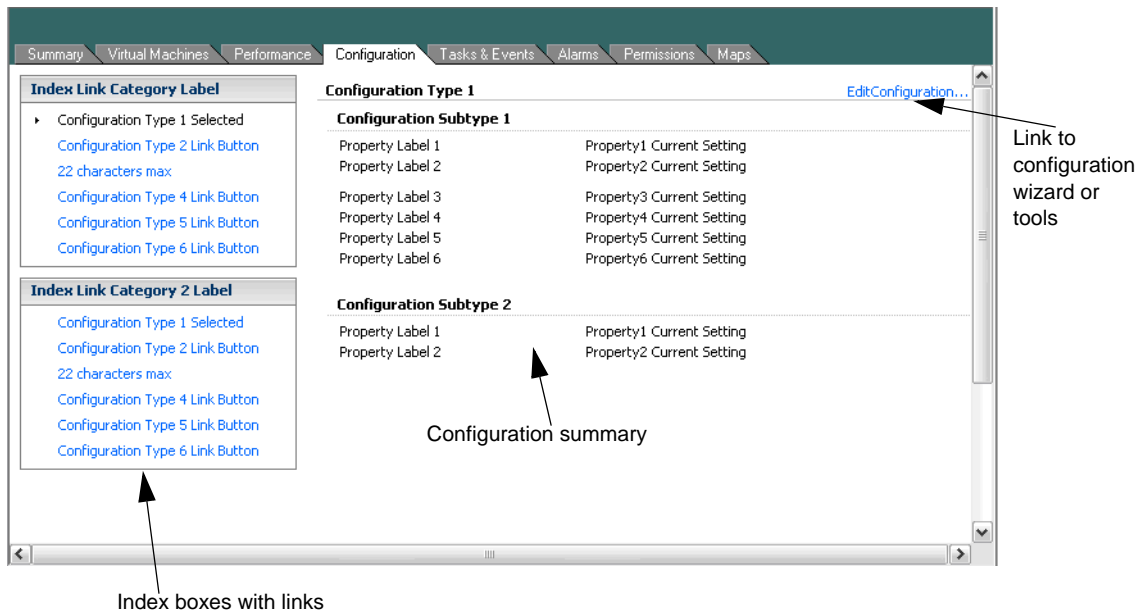 Summary Virtual Machines Performance Configuration Tasks & Events Alarms Permissions Maps
Index Link Category Label
Configuration Type 1 Selected
Configuration Type 2 Link Button
22 characters max
Configuration Type 4 Link Button
Configuration Type 5 Link Button
Configuration Type 6 Link Button
Index Link Category 2 Label
Configuration Type 1 Selected
Configuration Type 2 Link Button
22 characters max
Configuration Type 4 Link Button
Configuration Type 5 Link Button
Configuration Type 6 Link Button
Configuration Type 1 EditConfiguration...
Configuration Subtype 1
Property Label 1 Property1 Current Setting
Property Label 2 Property2 Current Setting
Property Label 3 Property3 Current Setting
Property Label 4 Property4 Current Setting
Property Label 5 Property5 Current Setting
Property Label 6 Property6 Current Setting
Configuration Subtype 2
Property Label 1 Property1 Current Setting
Property Label 2 Property2 Current Setting
Configuration summary
Link to
configuration
wizard or
tools
Index boxes with links